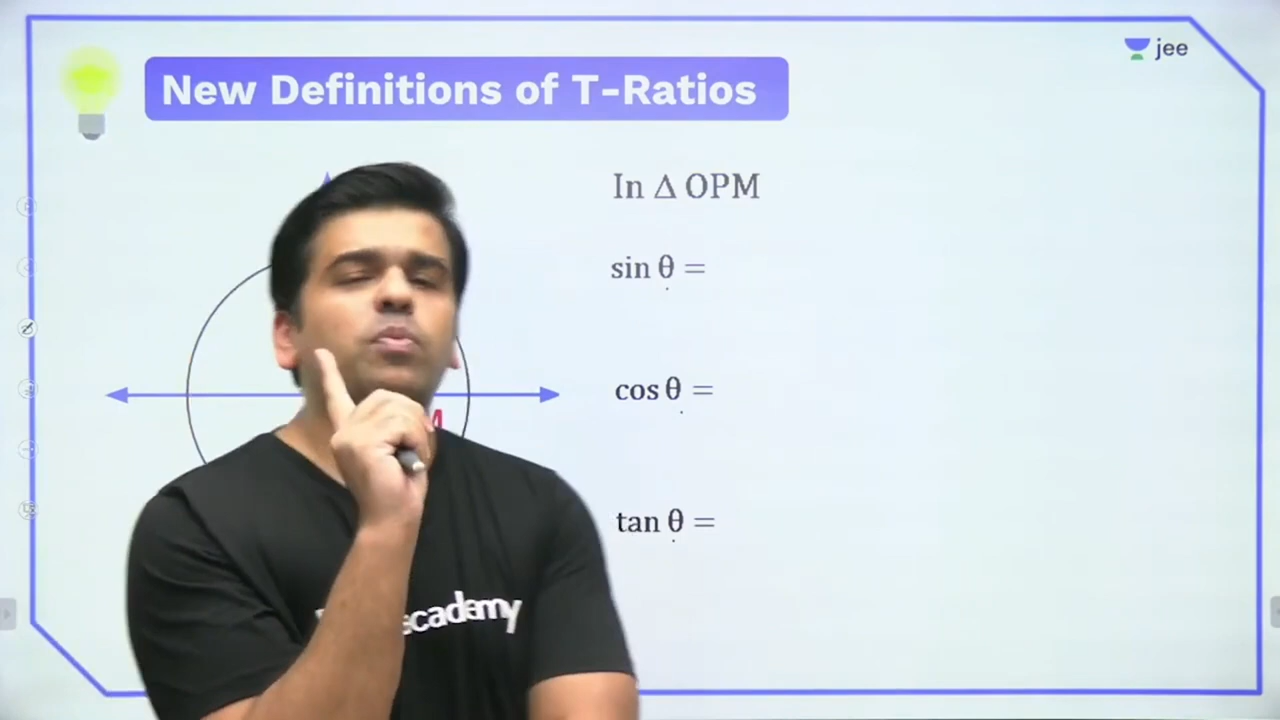 jee
New Definitions of T-Ratios
In Δ OPM
sin θ =
cos θ =
M
tan θ =